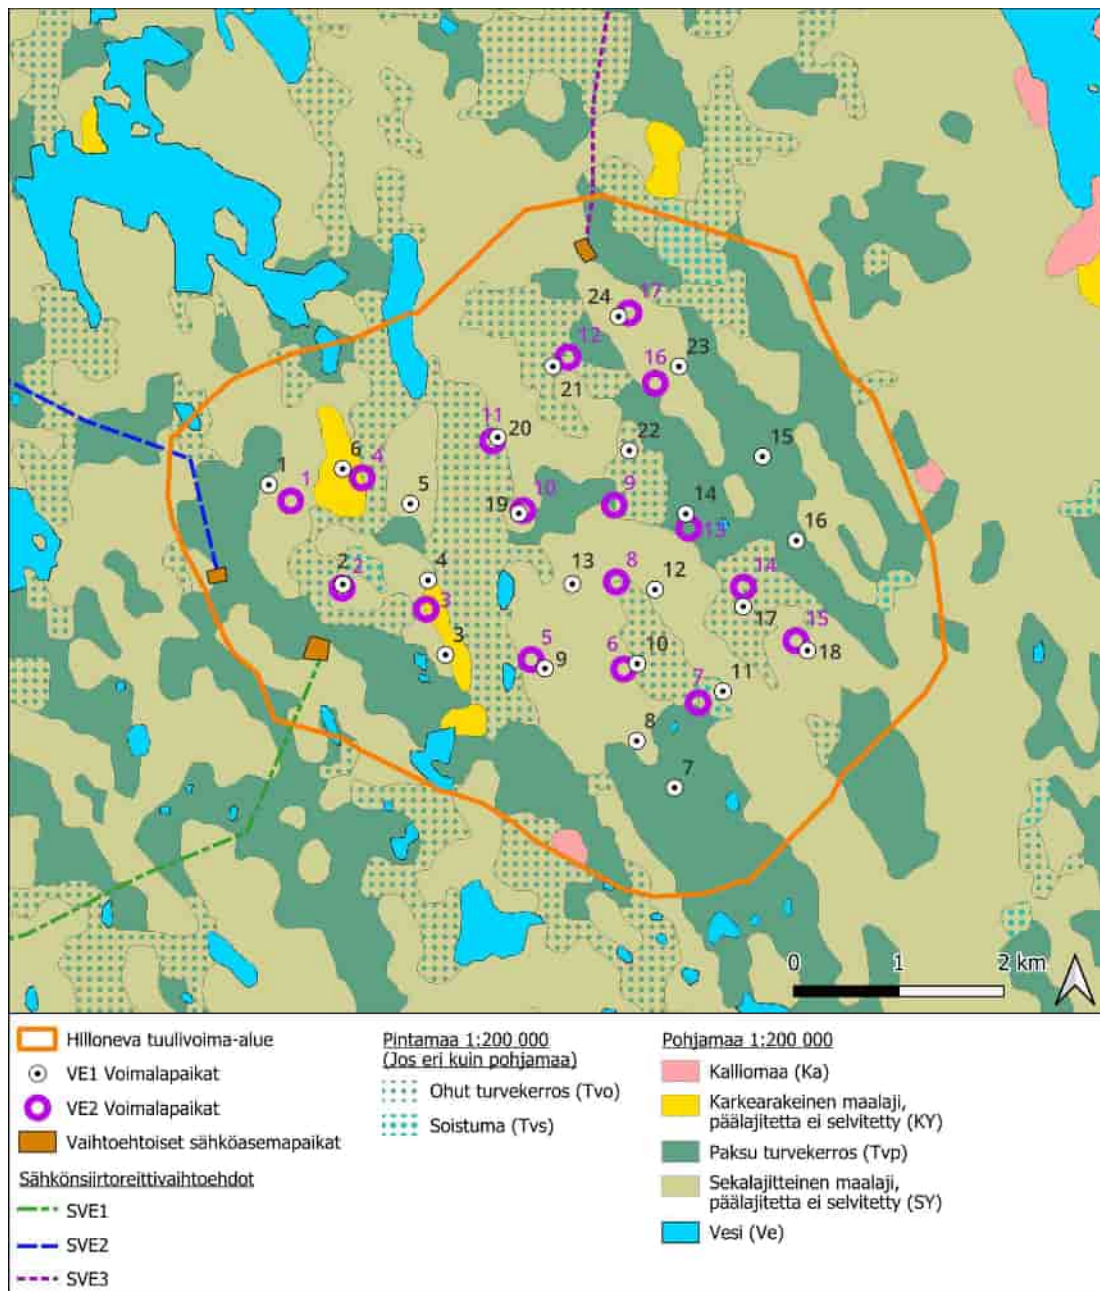 17
24
12
16
23
21
11
20
22
15
6
4
1
1
5
19
10
9
14
13
16
2
2
4
13
8
12
14
3
17
3
5
9
6
10
15
18
7
11
8
7
0 1 2 km
Hilloneva tuulivoima-alue
VE1 Voimalapaikat
VE2 Voimalapaikat
Vaihtoehtoiset sähköasemapaikat
Sähkönsiirtoreittivaihtoehdot
SVE1
SVE2
SVE3
Pintamaa 1:200 000
(Jos eri kuin pohjamaa)
Ohut turvekerros (Tvo)
Soistuma (Tvs)
Pohjamaa 1:200 000
Kalliomaa (Ka)
Karkearakeinen maalaji,
päälajitetta ei selvitetty (KY)
Paksu turvekerros (Tvp)
Sekalajitteinen maalaji,
päälajitetta ei selvitetty (SY)
Vesi (Ve)